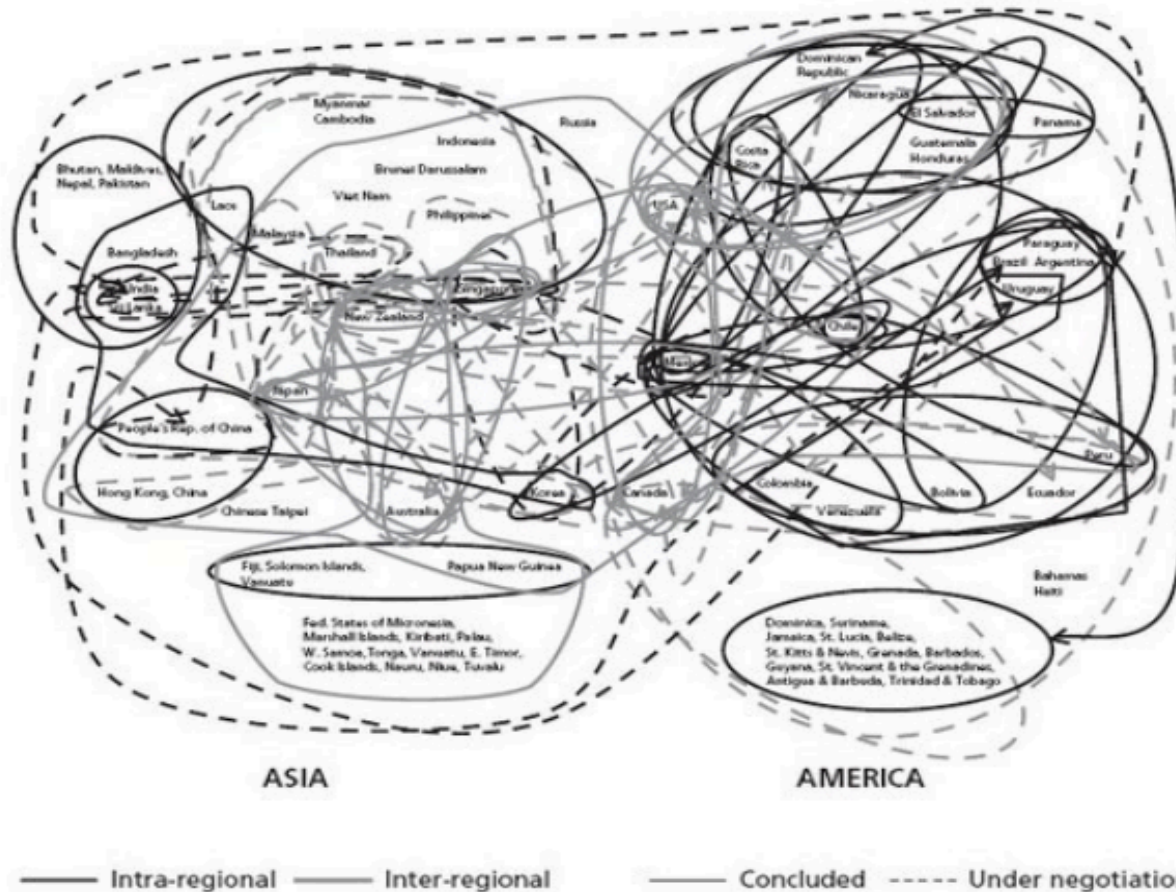 Dominican
Republic
Nicaragua
El Salvador
Panama
Guatemala
Honduras
Costa
Rica
Myanmar
Cambodia
Russia
Indonesia
Brunei Darussalam
Viet Nam
Philippines
Bhutan, Maldives,
Nepal, Pakistan
Laos
Malaysia
Thailand
Bangladesh
India
Sri Lanka
Singapore
New Zealand
USA
Paraguay
Brazil Argentina
Uruguay
Chile
Japan
People's Rep. of China
Hong Kong, China
Chinese Taipei
Australia
Korea
Canada
Colombia
Venezuela
Bolivia
Ecuador
Peru
Fiji, Solomon Islands,
Vanuatu
Papua New Guinea
Fed. States of Micronesia,
Marshall Islands, Kiribati, Palau,
W. Samoa, Tonga, Vanuatu, E. Timor,
Cook Islands, Nauru, Niue, Tuvalu
Bahamas
Haiti
Dominica, Suriname,
Jamaica, St. Lucia, Belize,
St. Kitts & Nevis, Grenada, Barbados,
Guyana, St. Vincent & the Grenadines,
Antigua & Barbuda, Trinidad & Tobago
ASIA
AMERICA
Intra-regional
Inter-regional
Concluded
Under negotiatio